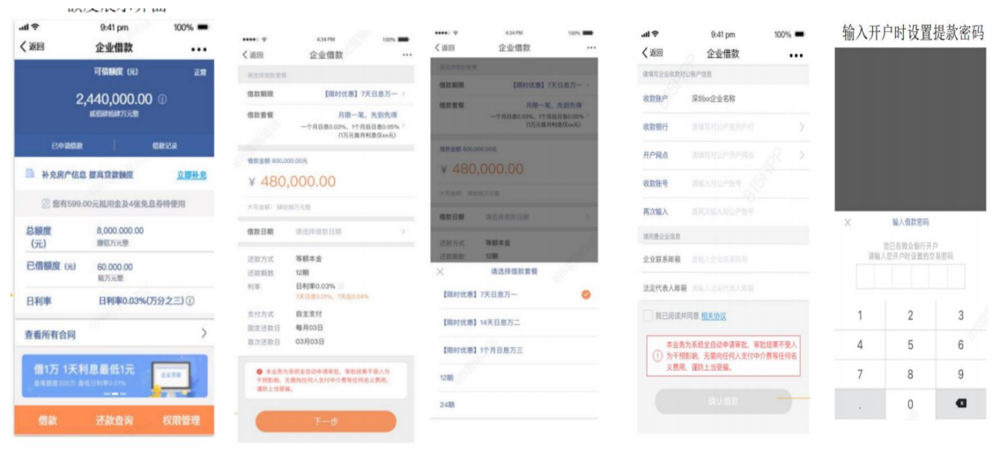 额度展示界面
9:41 pm
100%
返回
企业借款
可借额度 (元)
正常
2,440,000.00
贰佰肆拾肆万元整
已申请借款
借款记录
补充房产信息 提高贷款额度
立即补充
您有599.00元抵用金及4张免息券待使用
总额度
(元)
8,000.000.00
捌佰万元整
已借额度 (元)
60.000.00
陆万元整
日利率
日利率0.03%(万分之三)
查看所有合同
借1万 1天利息最低1元
最高额度300万 最低日利率0.01%
借款
还款查询
权限管理
4:34 PM
100%
返回
企业借款
请选择借款套餐
借款期限
【限时优惠】7天日息万一
借款套餐
月限一笔，先到先得
一个月日息0.03%，1个月后日息0.05%
(1万元首月利息仅xx元)
借款金额 600,000.00元
¥ 480,000.00
大写金额：肆拾捌万元整
借款日期
请选择借款日期
还款方式
等额本金
还款期数
12期
利率
日利率0.03%
7天日息0.01%，7天后0.04%
支付方式
自主支付
固定还款日
每月03日
首次还款日
03月03日
本业务为系统全自动申请审批、审批结果不受人为
干预影响，无需向任何人支付中介费等任何名义费用，
谨防上当受骗。
下一步
4:34 PM
100%
返回
企业借款
请选择借款套餐
借款期限
【限时优惠】7天日息万一
借款套餐
月限一笔，先到先得
一个月日息0.03%，1个月后日息0.05%
(1万元首月利息仅xx元)
借款金额 600,000.00元
¥ 480,000.00
大写金额：肆拾捌万元整
借款日期
请选择借款日期
还款方式
等额本金
还款期数
12期
请选择借款套餐
【限时优惠】7天日息万一
【限时优惠】14天日息万二
【限时优惠】1个月日息万三
12期
24期
9:41 pm
100%
返回
企业借款
请填写企业收款对公账户信息
收款账户
深圳xx企业名称
收款银行
请填写对公户名开户行
开户网点
请填写对公户开户网点
收款账号
请输入对公户账号
再次输入
请再次输入对公户账号
请完善企业信息
企业联系邮箱
请输入企业联系邮箱
法定代表人邮箱
请输入法定代表人邮箱
我已阅读并同意 相关协议
本业务为系统全自动申请审批、审批结果不受人
为干预影响，无需向任何人支付中介费等任何名
义费用，谨防上当受骗。
确认借款
输入开户时设置提款密码
输入借款密码
您已在微众银行开户
请输入您开户时设置的交易密码
1
2
3
4
5
6
7
8
9
.
0